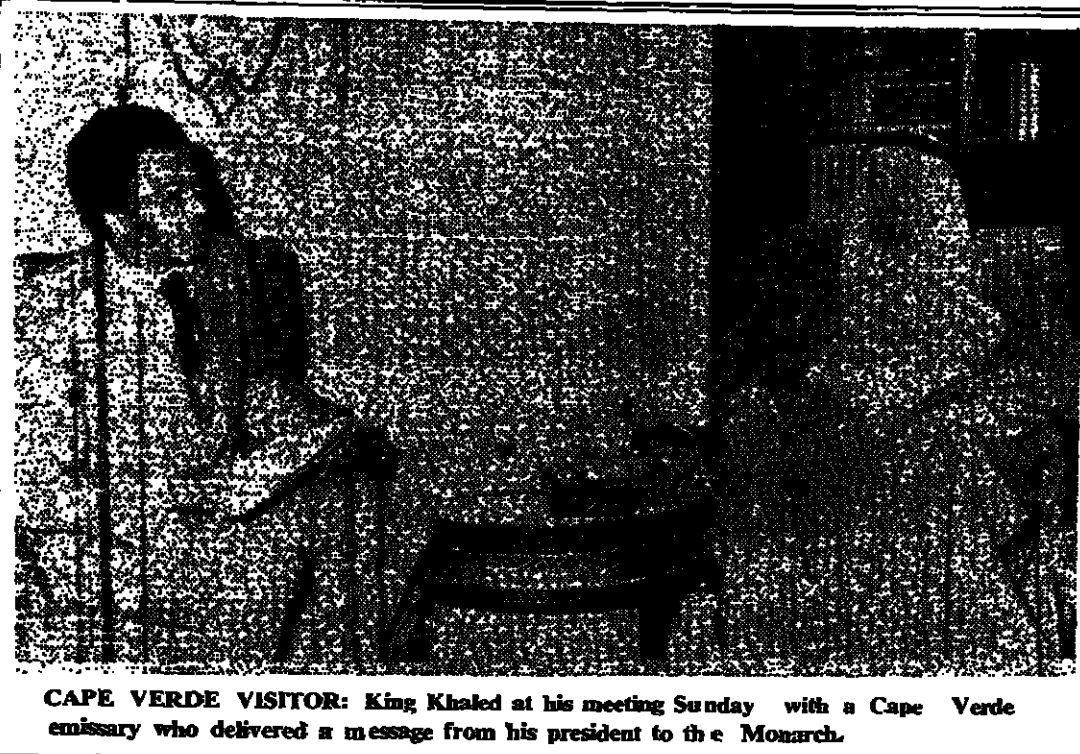 CAPE VERDE VISITOR: King Khaled at his meeting Sunday with a Cape Verde
emissary who delivered a message from his president to the Monarch.